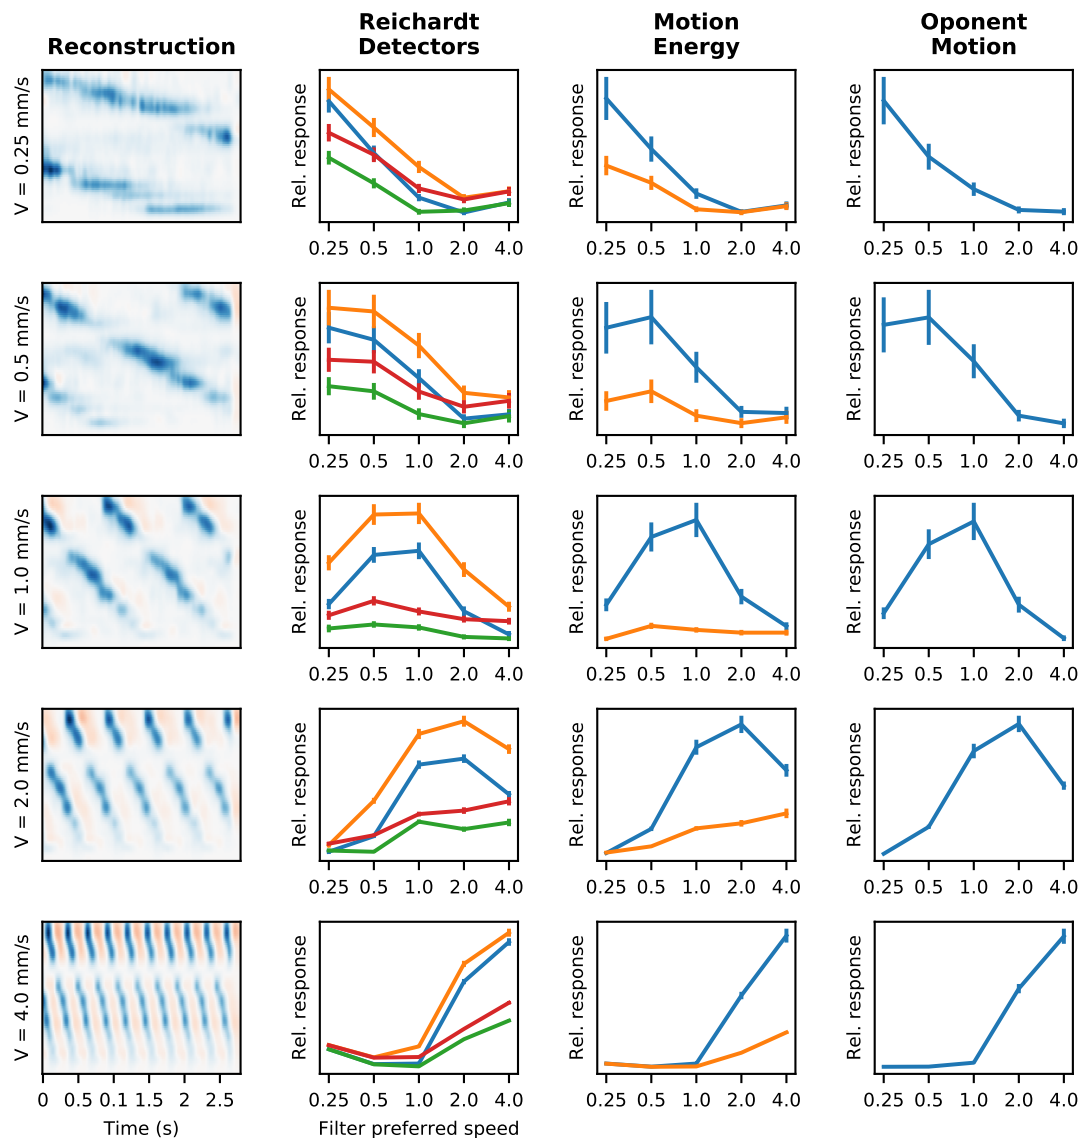 Reconstruction
Reichardt
Detectors
Motion
Energy
Oponent
Motion
V = 0.25 mm/s
Rel. response
0.25 0.5 1.0 2.0 4.0
Rel. response
0.25 0.5 1.0 2.0 4.0
Rel. response
0.25 0.5 1.0 2.0 4.0
V = 0.5 mm/s
Rel. response
0.25 0.5 1.0 2.0 4.0
Rel. response
0.25 0.5 1.0 2.0 4.0
Rel. response
0.25 0.5 1.0 2.0 4.0
V = 1.0 mm/s
Rel. response
0.25 0.5 1.0 2.0 4.0
Rel. response
0.25 0.5 1.0 2.0 4.0
Rel. response
0.25 0.5 1.0 2.0 4.0
V = 2.0 mm/s
Rel. response
0.25 0.5 1.0 2.0 4.0
Rel. response
0.25 0.5 1.0 2.0 4.0
Rel. response
0.25 0.5 1.0 2.0 4.0
V = 4.0 mm/s
0 0.5 0.1 1.5 2 2.5
Time (s)
Rel. response
0.25 0.5 1.0 2.0 4.0
Filter preferred speed
Rel. response
0.25 0.5 1.0 2.0 4.0
Rel. response
0.25 0.5 1.0 2.0 4.0